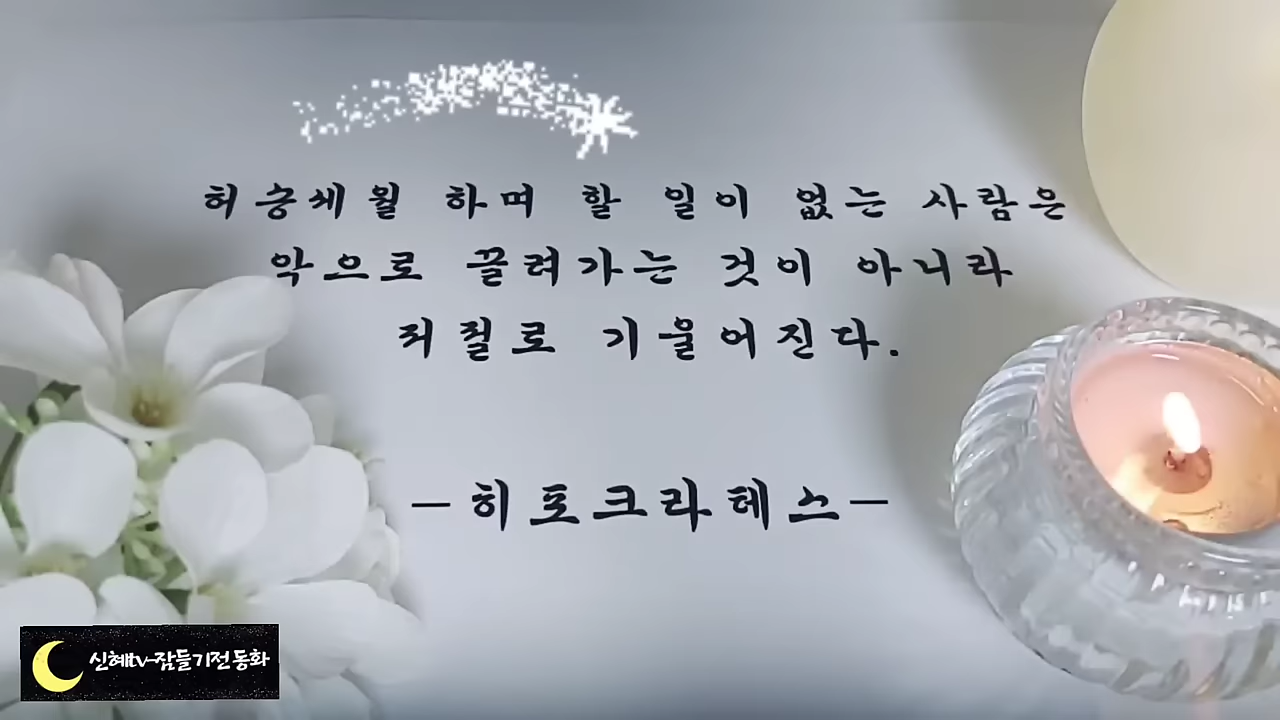 허숭세월 하며 할 일이 없는 사람은
악으로 끌려가는 것이 아니라
저절로 기울어진다.
-히포크라테스-
신혜tv-잠들기전 동화